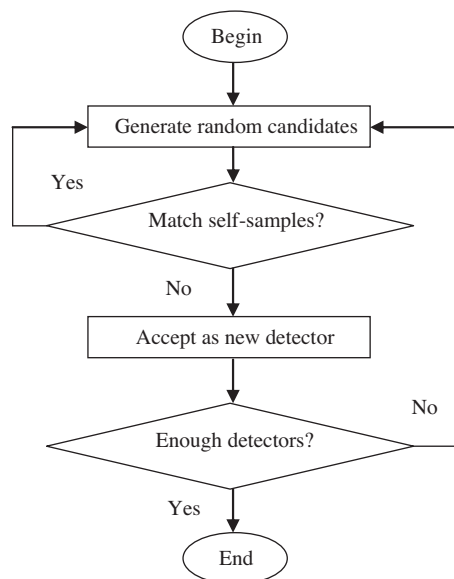 Begin
Generate random candidates
Yes
Match self-samples?
No
Accept as new detector
No
Enough detectors?
Yes
End